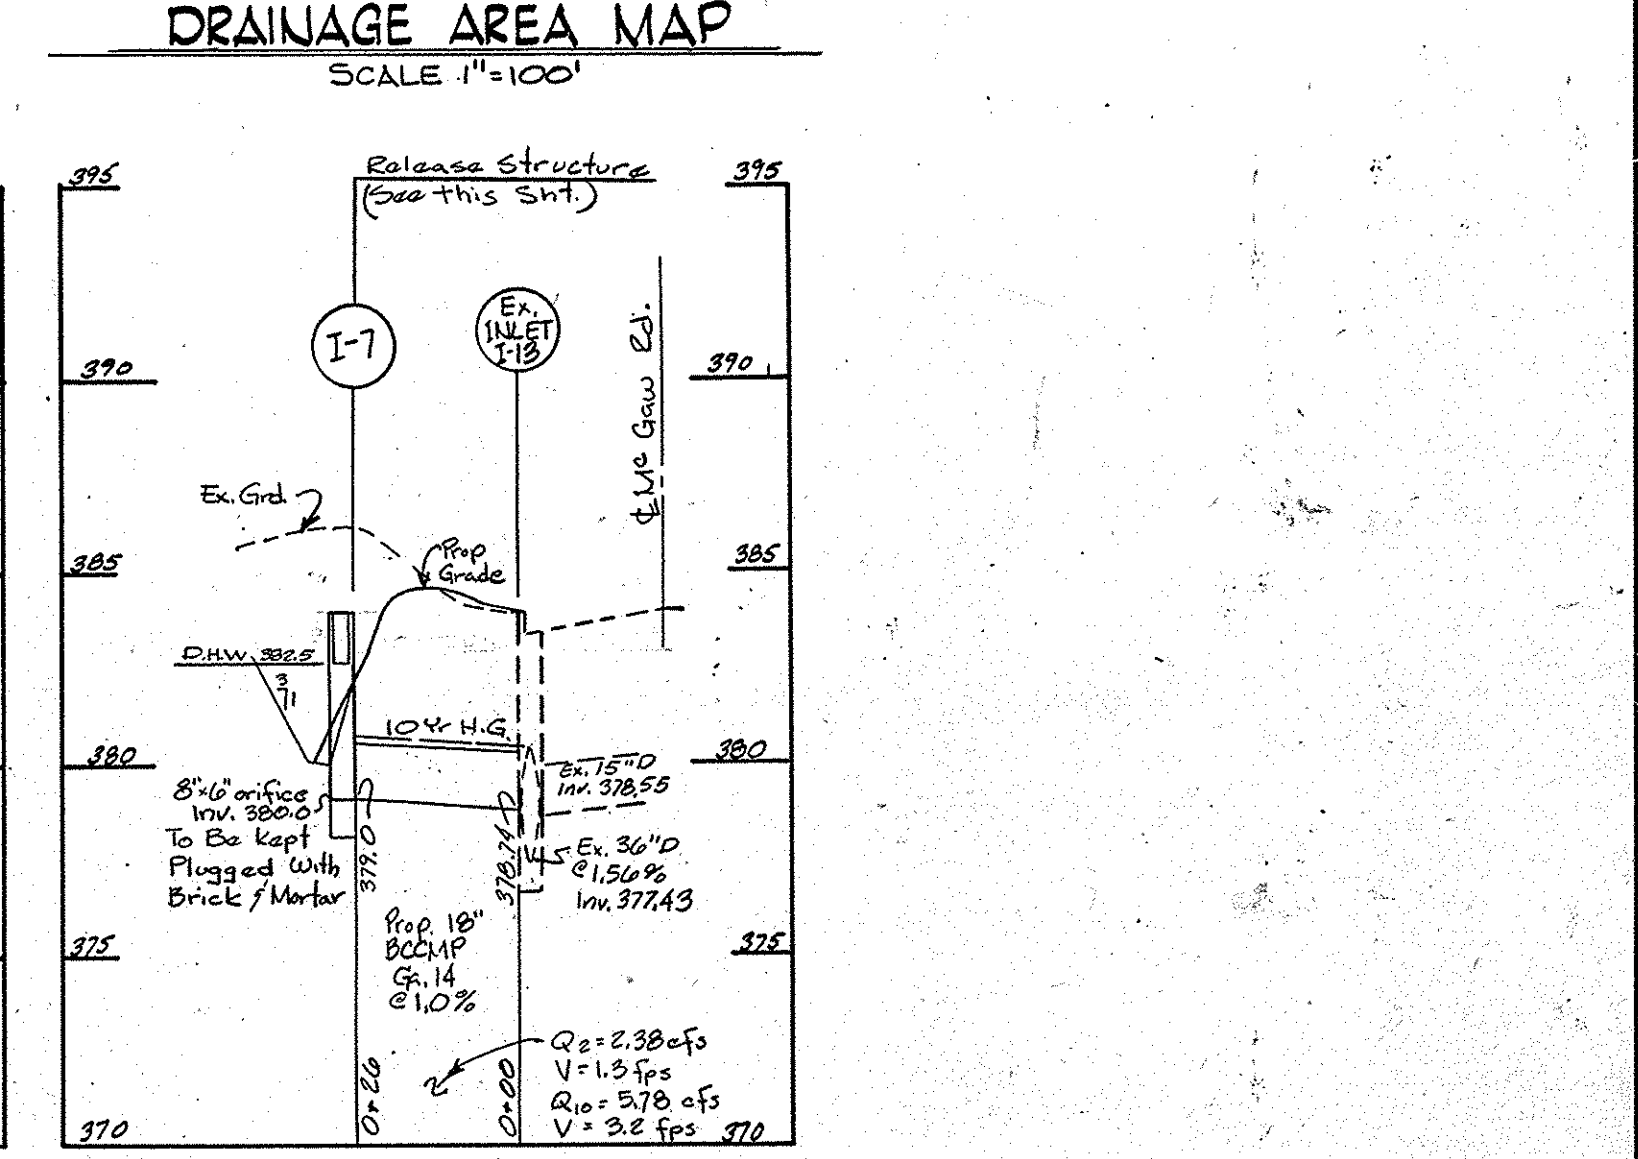 DRAINAGE AREA MAP
SCALE 1"=100'
395
Release Structure
(See this Sht.)
395
I-7
Ex.
INLET
I-13
℄ Mc Gaw Rd.
390
390
Ex. Grd.
Prop
Grade
385
385
D.H.W. 382.5
3
1
10 Yr H.G.
380
380
Ex. 15"D
Inv. 378.55
8"x6" orifice
Inv. 380.0
To Be Kept
Plugged With
Brick & Mortar
379.0
378.74
Ex. 36"D
@ 1.56%
Inv. 377.43
Prop. 18"
BCCMP
Ga. 14
@ 1.0%
375
375
Q2 = 2.38 cfs
V = 1.3 fps
Q10 = 5.78 cfs
V = 3.2 fps
0+26
0+00
370
370